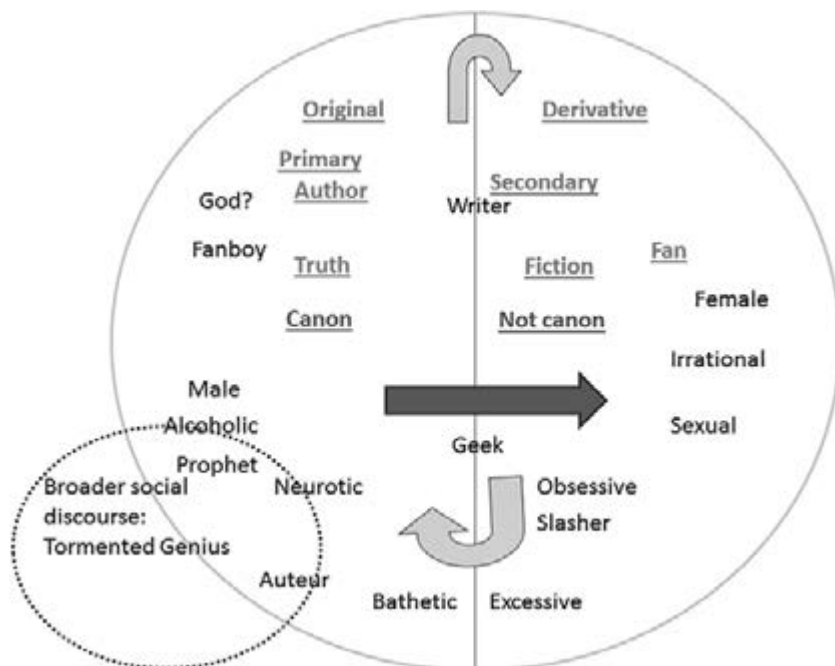 Original
Derivative
Primary
Author
God?
Secondary
Writer
Fanboy
Truth
Fiction
Fan
Canon
Not canon
Female
Irrational
Male
Alcoholic
Sexual
Geek
Prophet
Broader social
discourse:
Tormented Genius
Neurotic
Obsessive
Slasher
Auteur
Bathetic
Excessive